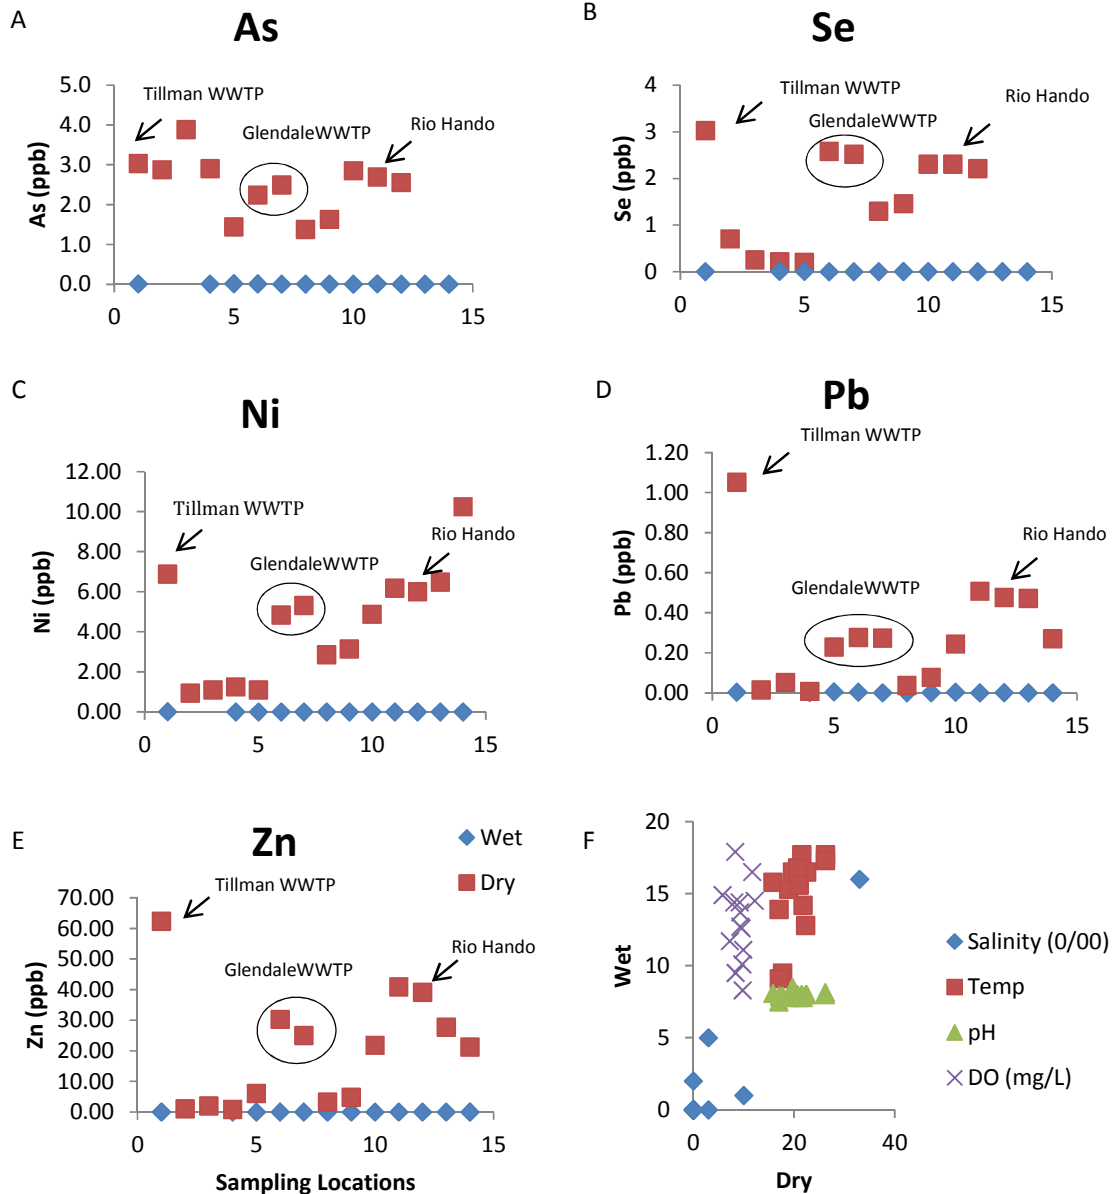 A
As
As (ppb)
5.0
4.0
3.0
2.0
1.0
0.0
Tillman WWTP
GlendaleWWTP
Rio Hando
0 5 10 15
B
Se
Se (ppb)
4
3
2
1
0
Tillman WWTP
GlendaleWWTP
Rio Hando
0 5 10 15
C
Ni
Ni (ppb)
12.00
10.00
8.00
6.00
4.00
2.00
0.00
Tillman WWTP
GlendaleWWTP
Rio Hando
0 5 10 15
D
Pb
Pb (ppb)
1.20
1.00
0.80
0.60
0.40
0.20
0.00
Tillman WWTP
GlendaleWWTP
Rio Hando
0 5 10 15
E
Zn
Wet
Dry
Zn (ppb)
70.00
60.00
50.00
40.00
30.00
20.00
10.00
0.00
Tillman WWTP
GlendaleWWTP
Rio Hando
0 5 10 15
Sampling Locations
F
Wet
20
15
10
5
0
0 20 40
Dry
Salinity (0/00)
Temp
pH
DO (mg/L)